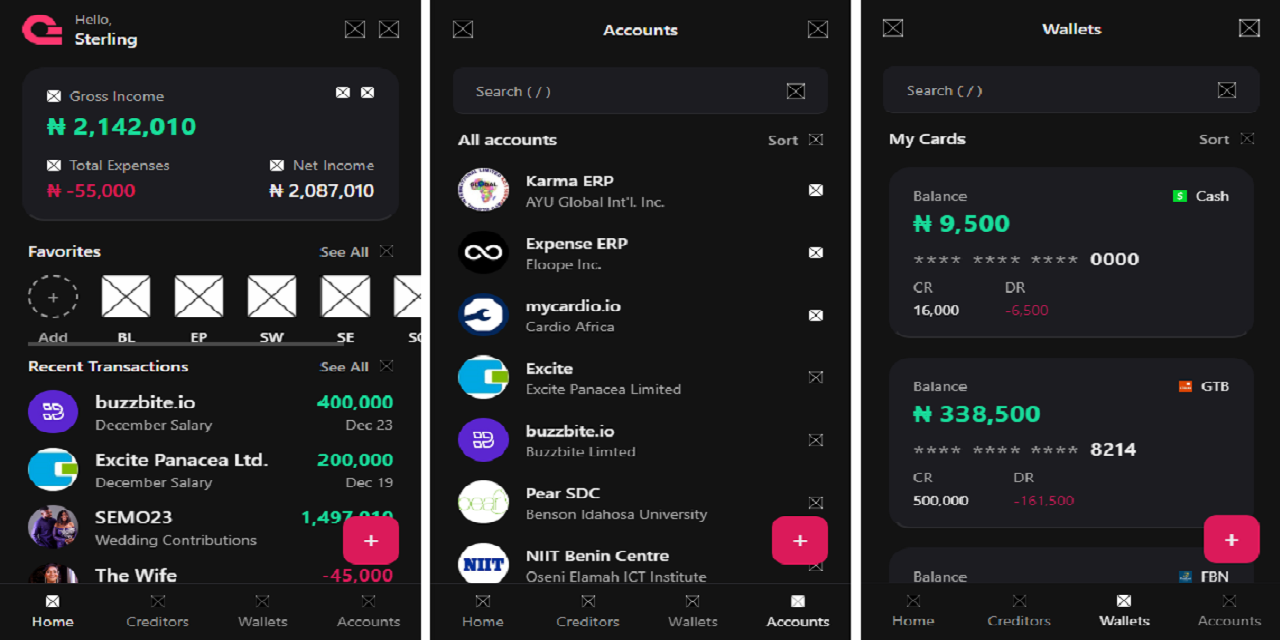 Hello,
Sterling
Gross Income
₦ 2,142,010
Total Expenses
Net Income
₦ -55,000
₦ 2,087,010
Favorites
See All
+
Add
BL
EP
SW
SE
Recent Transactions
See All
buzzbite.io
400,000
December Salary
Dec 23
Excite Panacea Ltd.
200,000
December Salary
Dec 19
SEMO23
1,497,010
Wedding Contributions
+
The Wife
-45,000
Home
Creditors
Wallets
Accounts
Accounts
Search ( / )
All accounts
Sort
GLOBAL
Karma ERP
AYU Global Int'l. Inc.
Expense ERP
Eloope Inc.
mycardio.io
Cardio Africa
Excite
Excite Panacea Limited
buzzbite.io
Buzzbite Limted
pear
Pear SDC
Benson Idahosa University
NIIT
NIIT Benin Centre
Oseni Elamah ICT Institute
+
Home
Creditors
Wallets
Accounts
Wallets
Search ( / )
My Cards
Sort
Balance
$ Cash
₦ 9,500
**** **** **** 0000
CR
DR
16,000
-6,500
Balance
GTB
₦ 338,500
**** **** **** 8214
CR
DR
500,000
-161,500
+
Balance
FBN
Home
Creditors
Wallets
Accounts